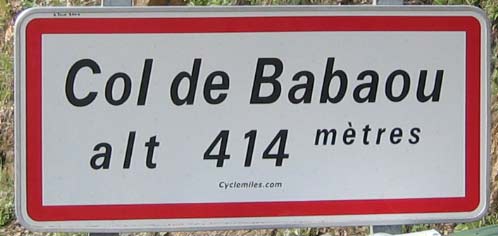 Col de Babaou
alt 414 mètres
Cyclemiles.com